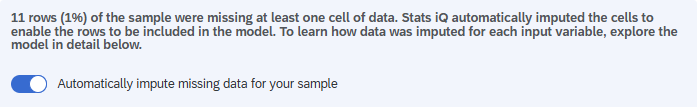 11 rows (1%) of the sample were missing at least one cell of data. Stats iQ automatically imputed the cells to
enable the rows to be included in the model. To learn how data was imputed for each input variable, explore the
model in detail below.
Automatically impute missing data for your sample